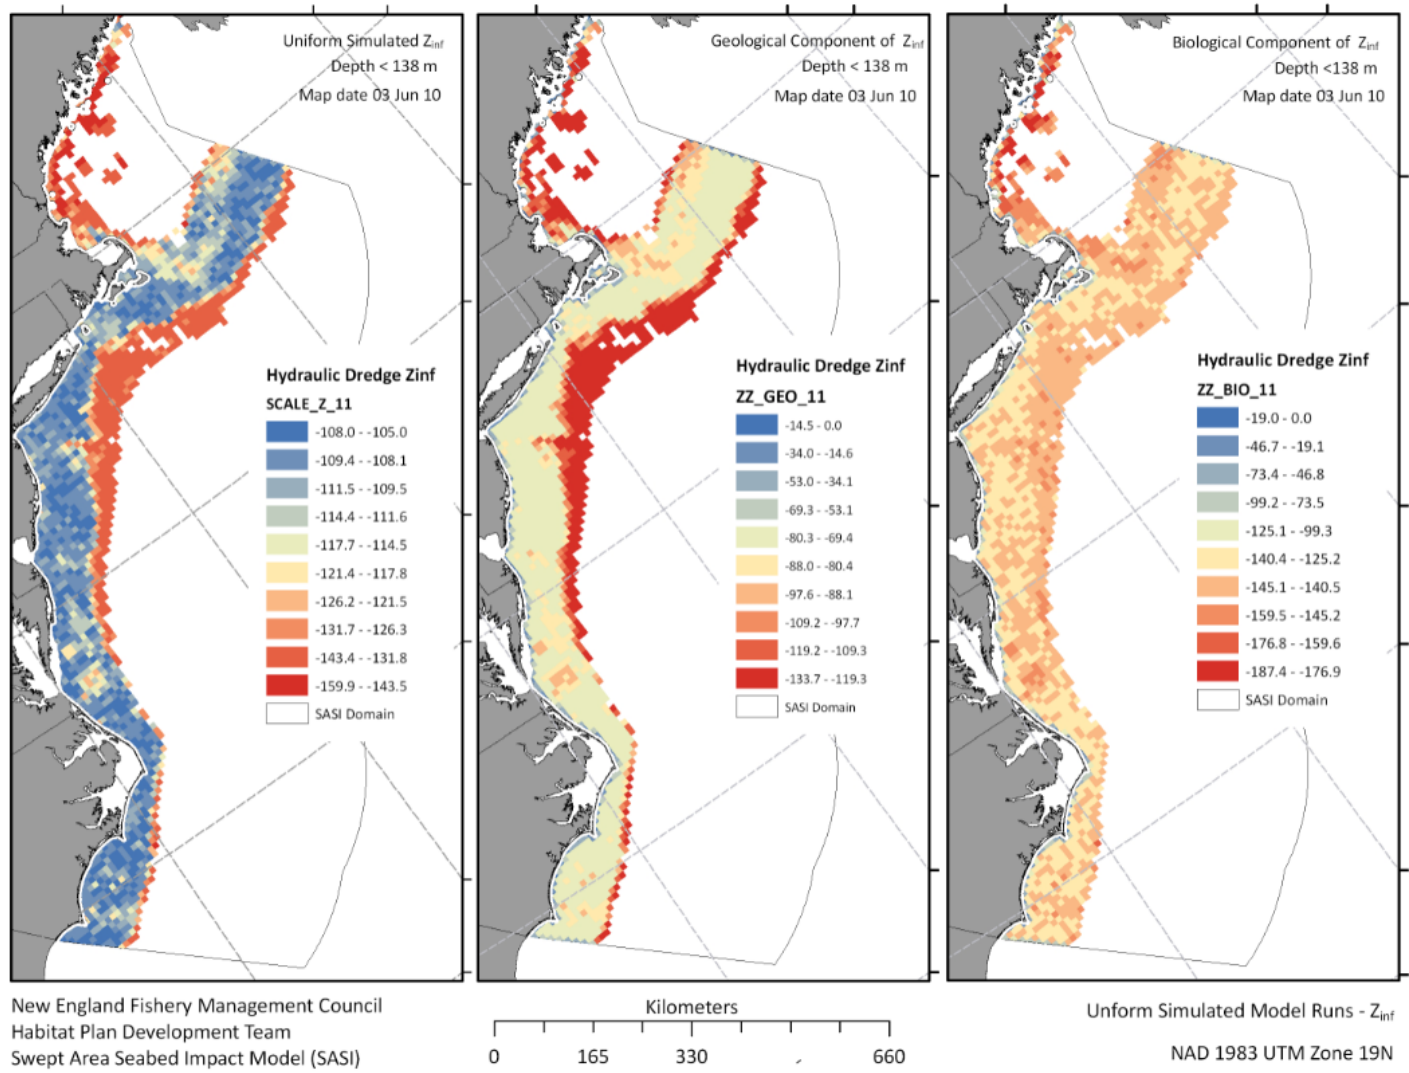 Uniform Simulated Zinf
Depth < 138 m
Map date 03 Jun 10
Hydraulic Dredge Zinf
SCALE_Z_11
-108.0 - -105.0
-109.4 - -108.1
-111.5 - -109.5
-114.4 - -111.6
-117.7 - -114.5
-121.4 - -117.8
-126.2 - -121.5
-131.7 - -126.3
-143.4 - -131.8
-159.9 - -143.5
SASI Domain
Geological Component of Zinf
Depth < 138 m
Map date 03 Jun 10
Hydraulic Dredge Zinf
ZZ_GEO_11
-14.5 - 0.0
-34.0 - -14.6
-53.0 - -34.1
-69.3 - -53.1
-80.3 - -69.4
-88.0 - -80.4
-97.6 - -88.1
-109.2 - -97.7
-119.2 - -109.3
-133.7 - -119.3
SASI Domain
Biological Component of Zinf
Depth <138 m
Map date 03 Jun 10
Hydraulic Dredge Zinf
ZZ_BIO_11
-19.0 - 0.0
-46.7 - -19.1
-73.4 - -46.8
-99.2 - -73.5
-125.1 - -99.3
-140.4 - -125.2
-145.1 - -140.5
-159.5 - -145.2
-176.8 - -159.6
-187.4 - -176.9
SASI Domain
New England Fishery Management Council
Habitat Plan Development Team
Swept Area Seabed Impact Model (SASI)
Kilometers
0 165 330 660
Unform Simulated Model Runs - Zinf
NAD 1983 UTM Zone 19N